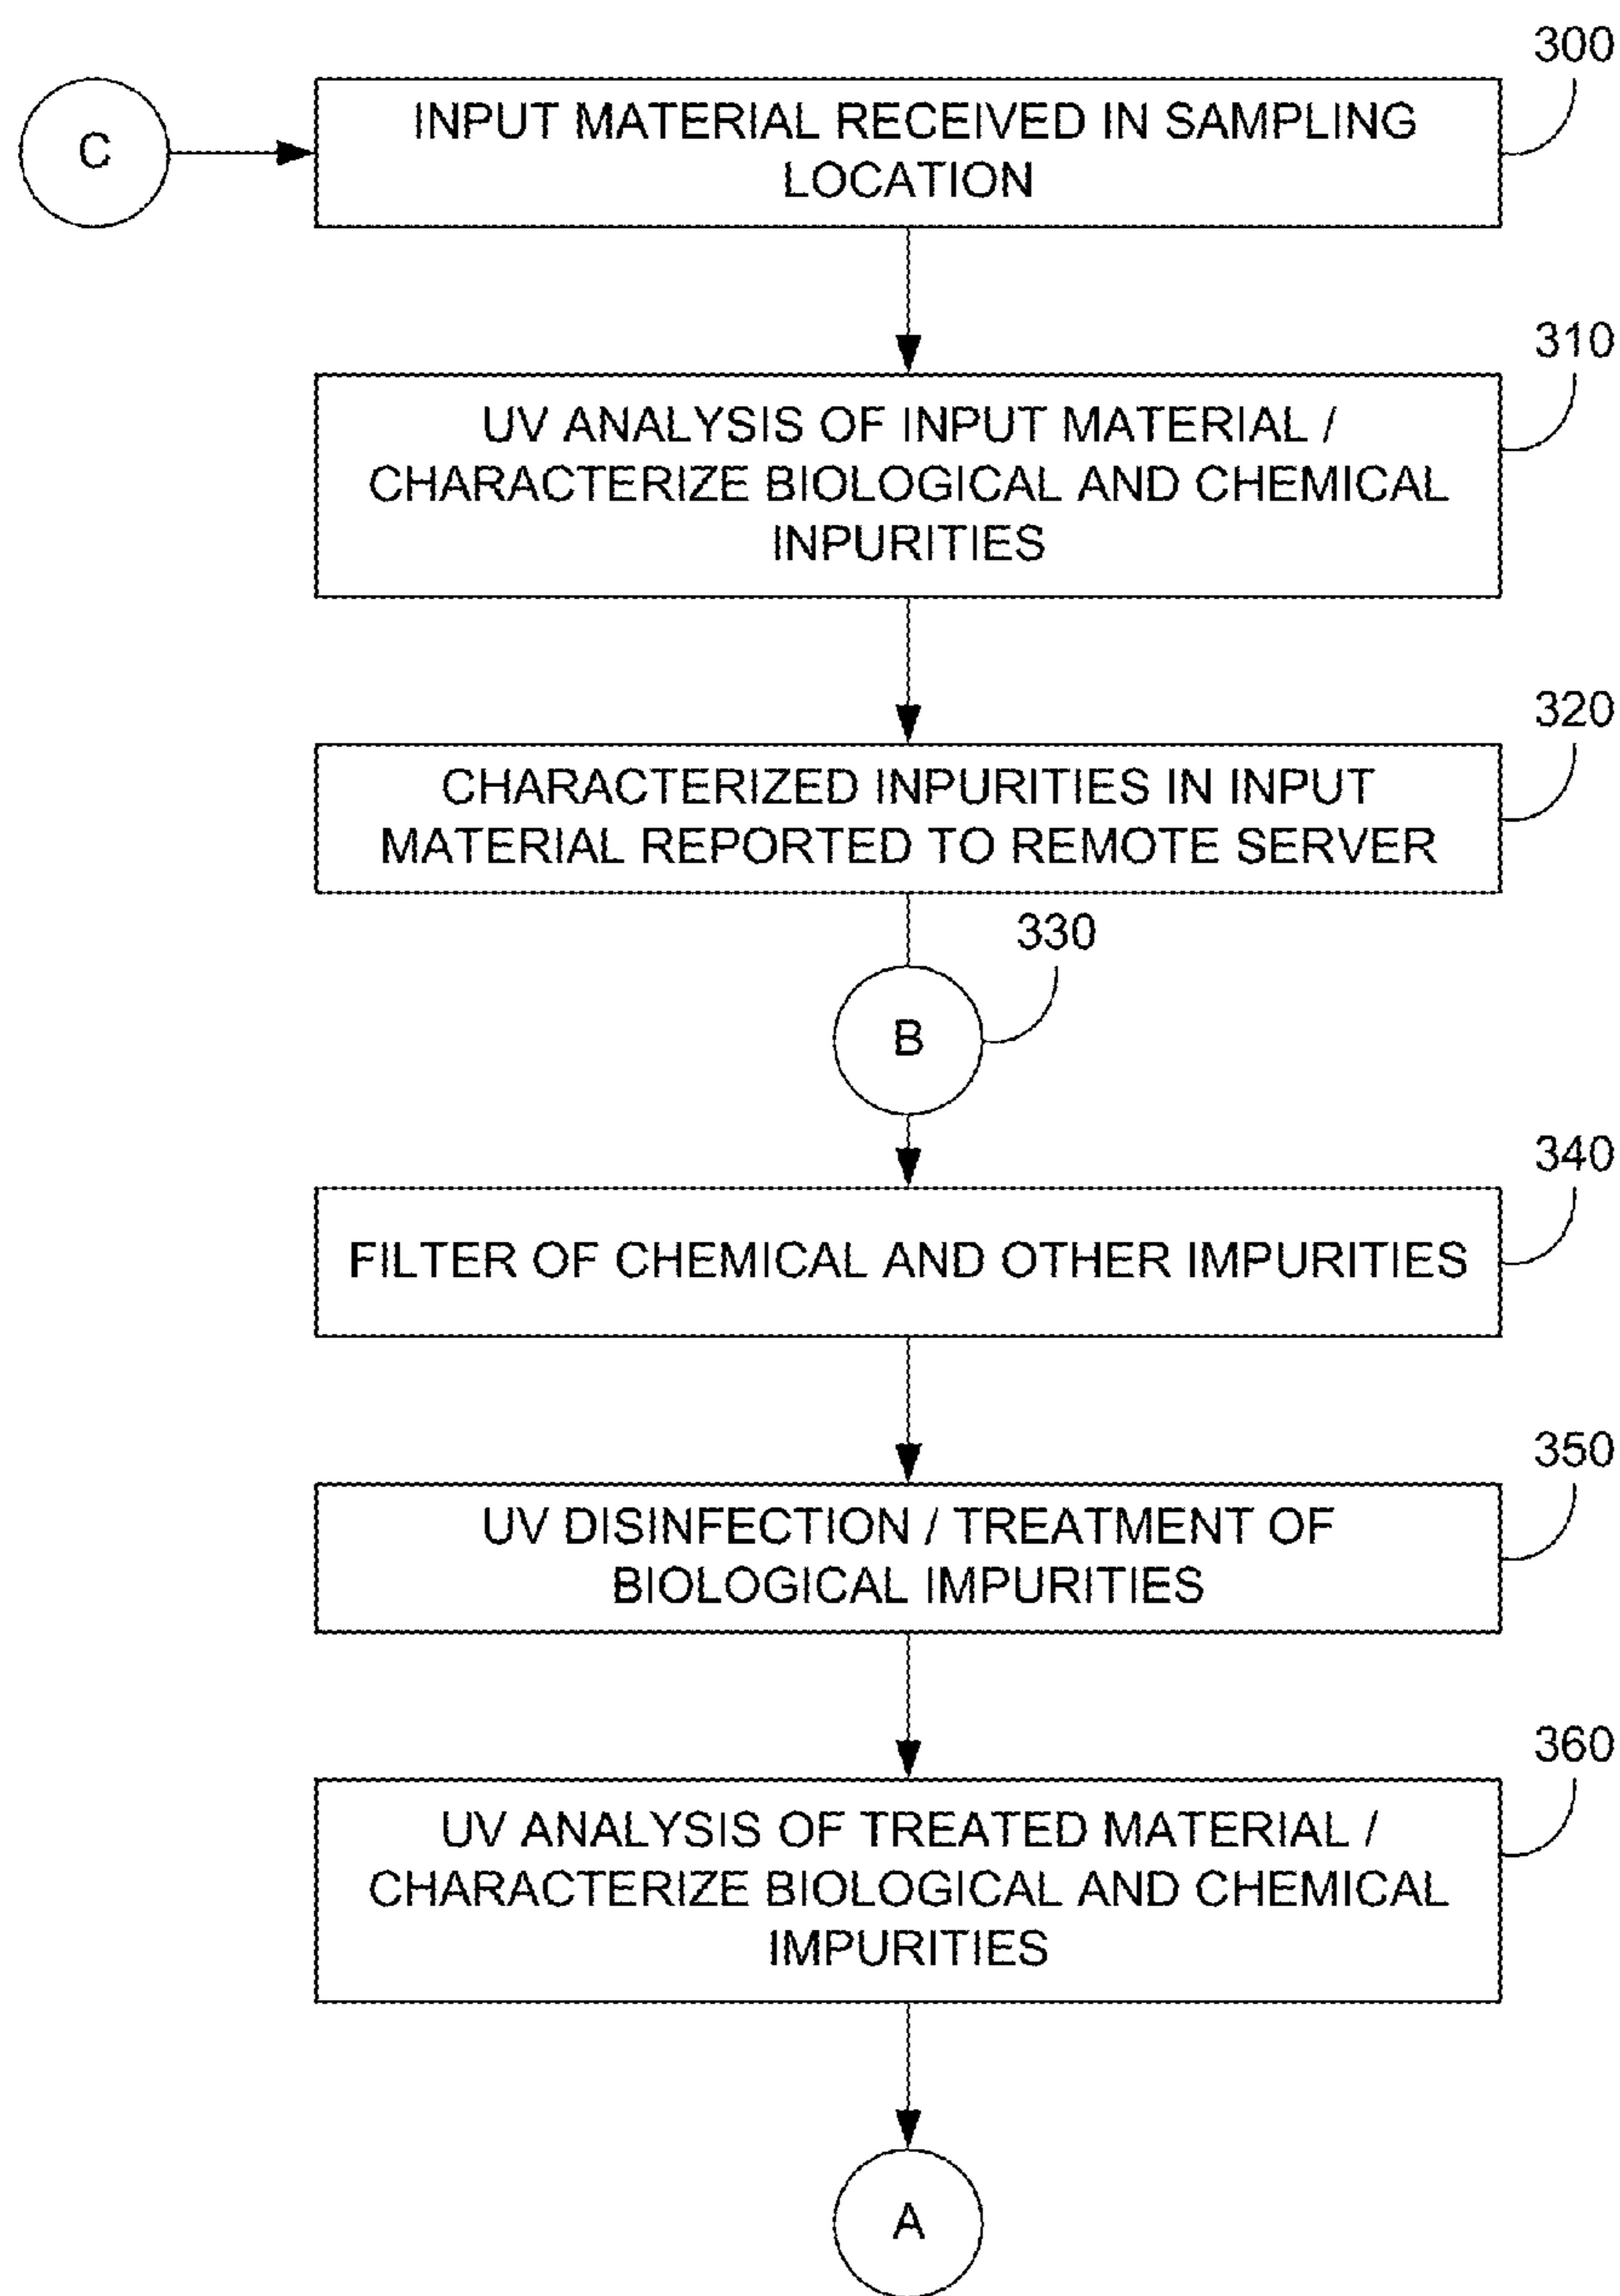 300
C
INPUT MATERIAL RECEIVED IN SAMPLING
LOCATION
310
UV ANALYSIS OF INPUT MATERIAL /
CHARACTERIZE BIOLOGICAL AND CHEMICAL
INPURITIES
320
CHARACTERIZED INPURITIES IN INPUT
MATERIAL REPORTED TO REMOTE SERVER
330
B
340
FILTER OF CHEMICAL AND OTHER IMPURITIES
350
UV DISINFECTION / TREATMENT OF
BIOLOGICAL IMPURITIES
360
UV ANALYSIS OF TREATED MATERIAL /
CHARACTERIZE BIOLOGICAL AND CHEMICAL
IMPURITIES
A